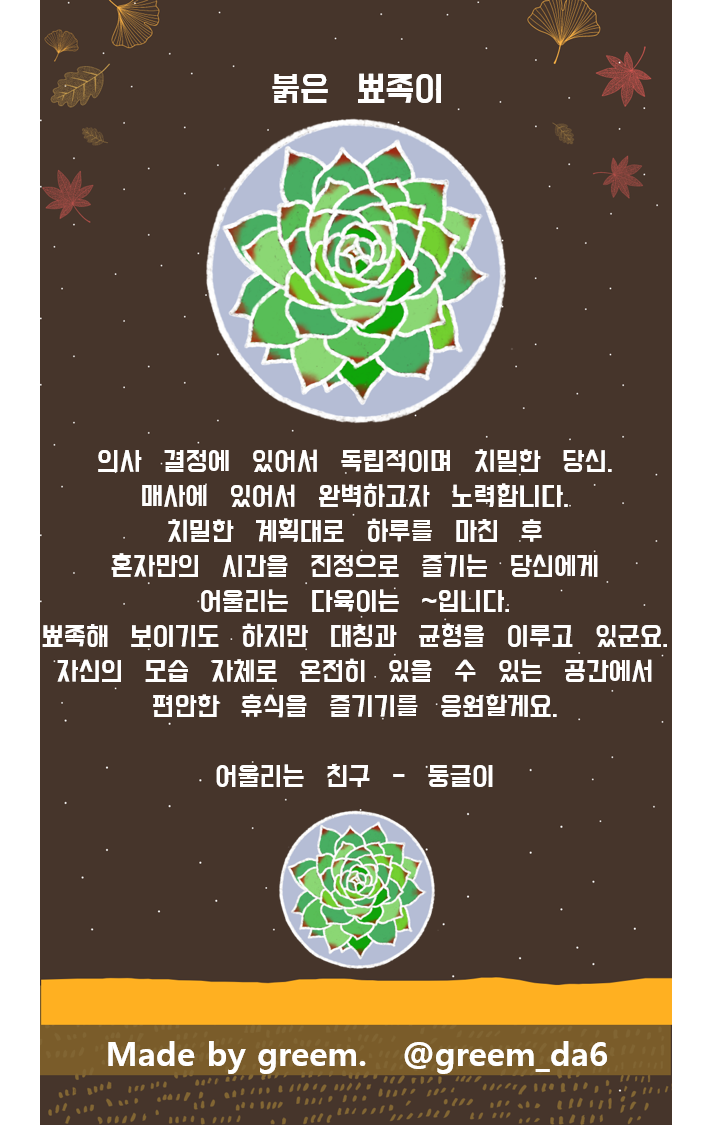 붉은 뾰족이
의사 결정에 있어서 독립적이며 치밀한 당신.
매사에 있어서 완벽하고자 노력합니다.
치밀한 계획대로 하루를 마친 후
혼자만의 시간을 진정으로 즐기는 당신에게
어울리는 다육이는 ~입니다.
뾰족해 보이기도 하지만 대칭과 균형을 이루고 있군요.
자신의 모습 자체로 온전히 있을 수 있는 공간에서
편안한 휴식을 즐기기를 응원할게요.
어울리는 친구 - 둥글이
Made by greem. @greem_da6